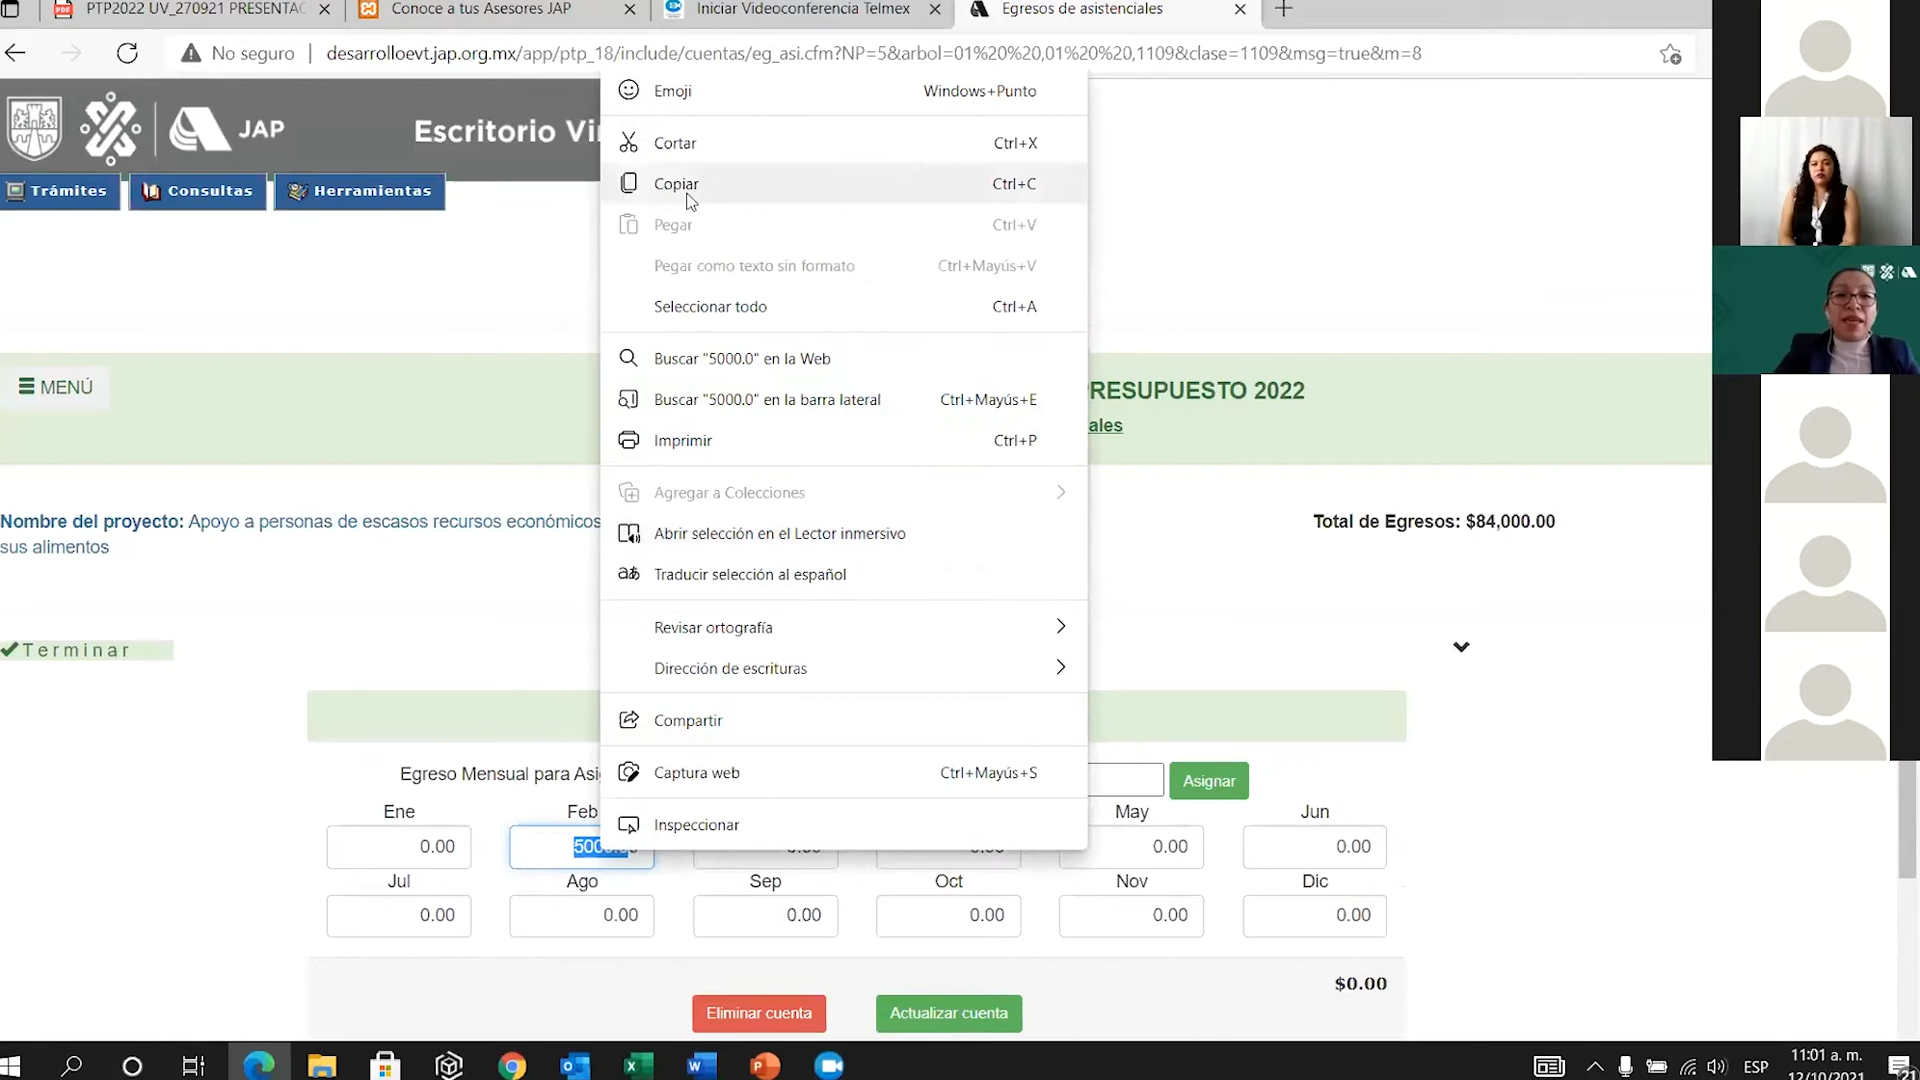 PTP2022 UV_270921 PRESENTAC
Conoce a tus Asesores JAP
Iniciar Videoconferencia Telmex
Egresos de asistenciales
No seguro
desarrolloevt.jap.org.mx/app/ptp_18/include/cuentas/eg_asi.cfm?NP=5&arbol=01%20%20,01%20%20,1109&clase=1109&msg=true&m=8
JAP
Escritorio Vi
Trámites
Consultas
Herramientas
Emoji Windows+Punto
Cortar Ctrl+X
Copiar Ctrl+C
Pegar Ctrl+V
Pegar como texto sin formato Ctrl+Mayús+V
Seleccionar todo Ctrl+A
Buscar "5000.0" en la Web
Buscar "5000.0" en la barra lateral Ctrl+Mayús+E
Imprimir Ctrl+P
Agregar a Colecciones
Abrir selección en el Lector inmersivo
Traducir selección al español
Revisar ortografía
Dirección de escrituras
Compartir
Captura web Ctrl+Mayús+S
Inspeccionar
MENÚ
RESUPUESTO 2022
ales
Nombre del proyecto: Apoyo a personas de escasos recursos económicos
sus alimentos
Total de Egresos: $84,000.00
Terminar
Egreso Mensual para Asi
Asignar
Ene Feb May Jun
0.00 0.00 0.00
Jul Ago Sep Oct Nov Dic
0.00 0.00 0.00 0.00 0.00 0.00
$0.00
Eliminar cuenta
Actualizar cuenta
ESP
11:01 a. m.
12/10/2021
21